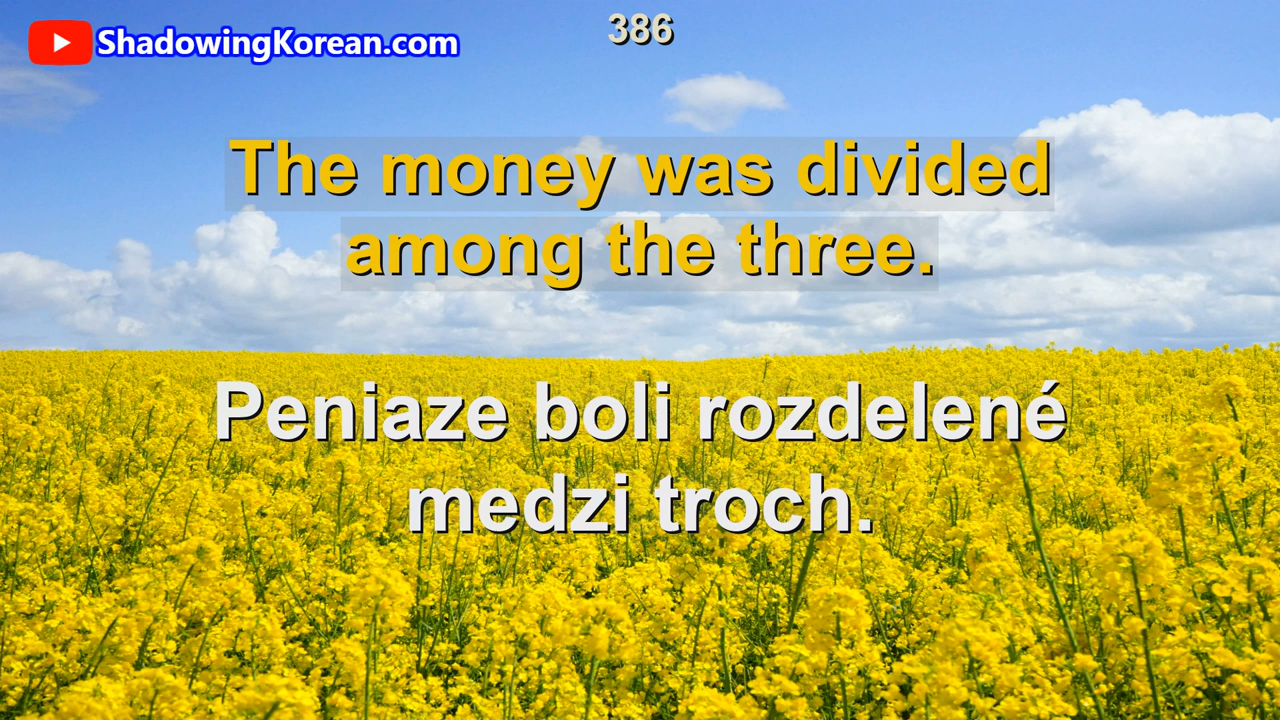 ShadowingKorean.com
386
The money was divided
among the three.
Peniaze boli rozdelené
medzi troch.